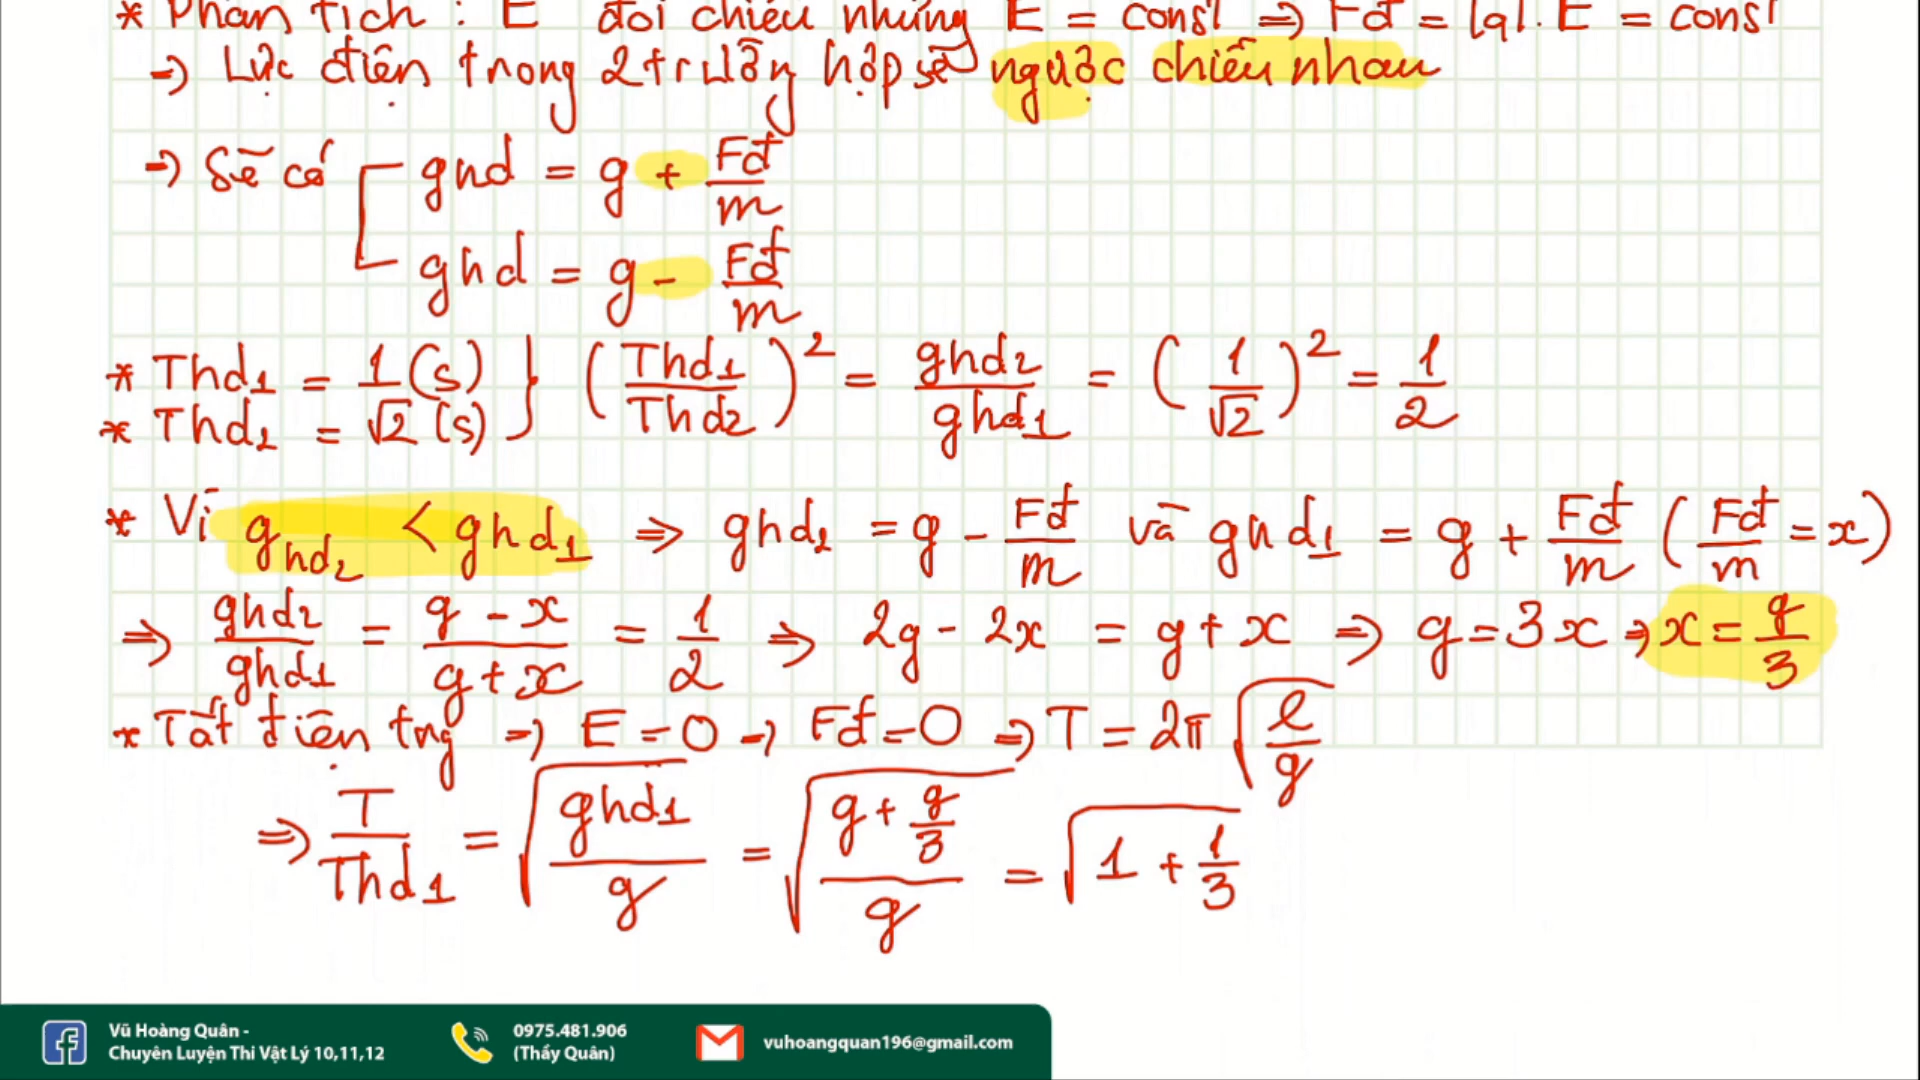 * Phân tích : E đổi chiều nhưng E = const ⇒ Fđ = |q|. E = const
→ Lực điện trong 2 trường hợp sẽ ngược chiều nhau
→ Sẽ có ghd = g + Fđ/m
ghd = g - Fđ/m
* Thd1 = 1 (s)
* Thd2 = √2 (s) } (Thd1/Thd2)² = ghd2/ghd1 = (1/√2)² = 1/2
* Vì ghd2 < ghd1 ⇒ ghd2 = g - Fđ/m và ghd1 = g + Fđ/m (Fđ/m = x)
⇒ ghd2/ghd1 = (g - x)/(g + x) = 1/2 ⇒ 2g - 2x = g + x ⇒ g = 3x → x = g/3
* Tắt điện trg → E = 0 → Fđ = 0 ⇒ T = 2π√(l/g)
⇒ T/Thd1 = √(ghd1/g) = √((g + g/3)/g) = √(1 + 1/3)
Vũ Hoàng Quân -
Chuyên Luyện Thi Vật Lý 10,11,12
0975.481.906
(Thầy Quân)
vuhoangquan196@gmail.com